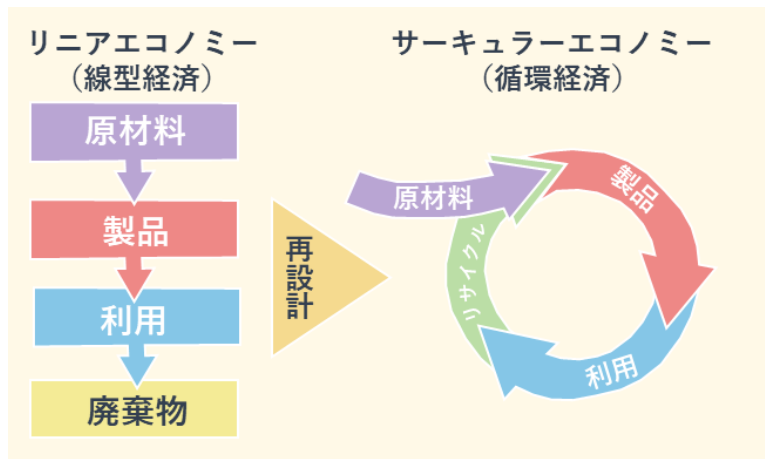 リニアエコノミー
（線型経済）
原材料
製品
利用
廃棄物
再設計
サーキュラーエコノミー
（循環経済）
原材料
製品
利用
リサイクル